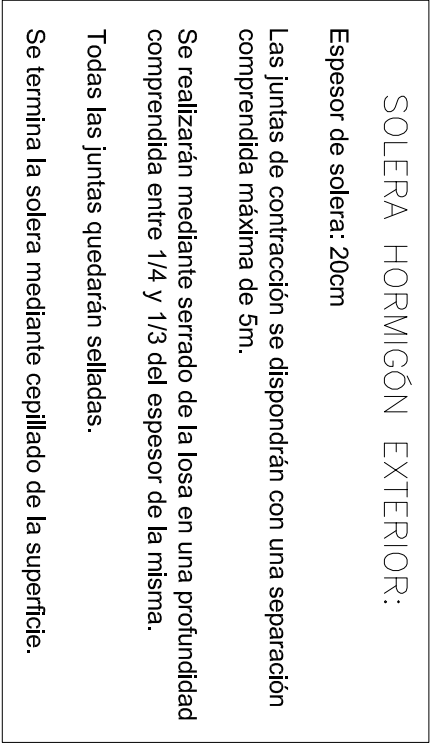 SOLERA HORMIGÓN EXTERIOR:
Espesor de solera: 20cm
Las juntas de contracción se dispondrán con una separación
comprendida máxima de 5m.
Se realizarán mediante serrado de la losa en una profundidad
comprendida entre 1/4 y 1/3 del espesor de la misma.
Todas las juntas quedarán selladas.
Se termina la solera mediante cepillado de la superficie.